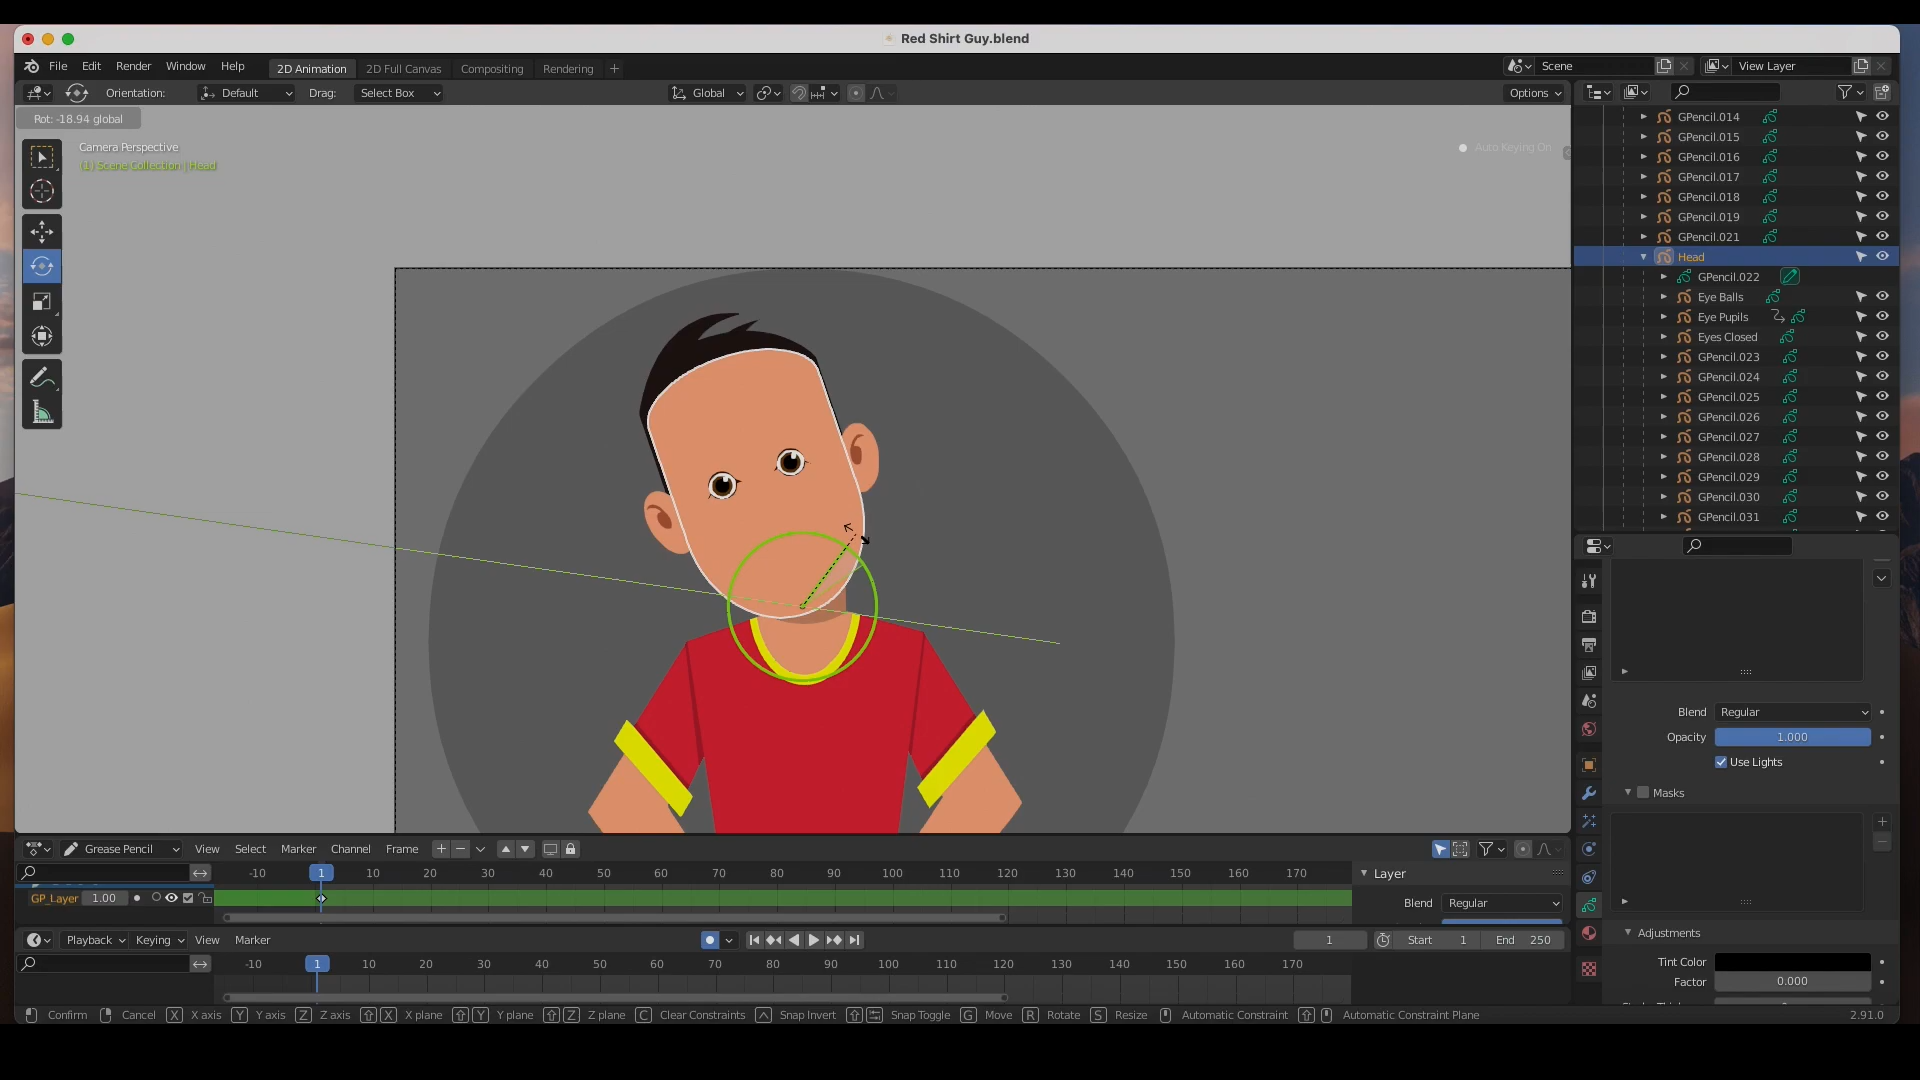 Red Shirt Guy.blend
File Edit Render Window Help 2D Animation 2D Full Canvas Compositing Rendering + Scene View Layer
Orientation: Default Drag: Select Box Global Options
Rot: -18.94 global
Camera Perspective
(1) Scene Collection | Head
Auto Keying On
GPencil.014
GPencil.015
GPencil.016
GPencil.017
GPencil.018
GPencil.019
GPencil.021
Head
GPencil.022
Eye Balls
Eye Pupils
Eyes Closed
GPencil.023
GPencil.024
GPencil.025
GPencil.026
GPencil.027
GPencil.028
GPencil.029
GPencil.030
GPencil.031
Blend Regular
Opacity 1.000
Use Lights
Masks
Adjustments
Tint Color
Factor 0.000
Grease Pencil View Select Marker Channel Frame
-10 1 10 20 30 40 50 60 70 80 90 100 110 120 130 140 150 160 170
Layer
GP_Layer 1.00
Blend Regular
Playback Keying View Marker 1 Start 1 End 250
-10 1 10 20 30 40 50 60 70 80 90 100 110 120 130 140 150 160 170
Confirm Cancel X X axis Y Y axis Z Z axis X X plane Y Y plane Z Z plane C Clear Constraints Snap Invert Snap Toggle G Move R Rotate S Resize Automatic Constraint Automatic Constraint Plane 2.91.0